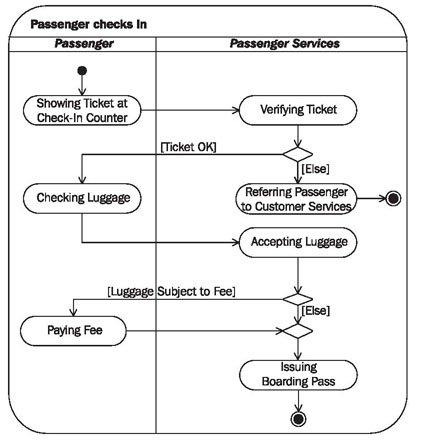 Passenger checks In
Passenger
Passenger Services
Showing Ticket at
Check-In Counter
Verifying Ticket
[Ticket OK]
[Else]
Checking Luggage
Referring Passenger
to Customer Services
Accepting Luggage
[Luggage Subject to Fee]
[Else]
Paying Fee
Issuing
Boarding Pass